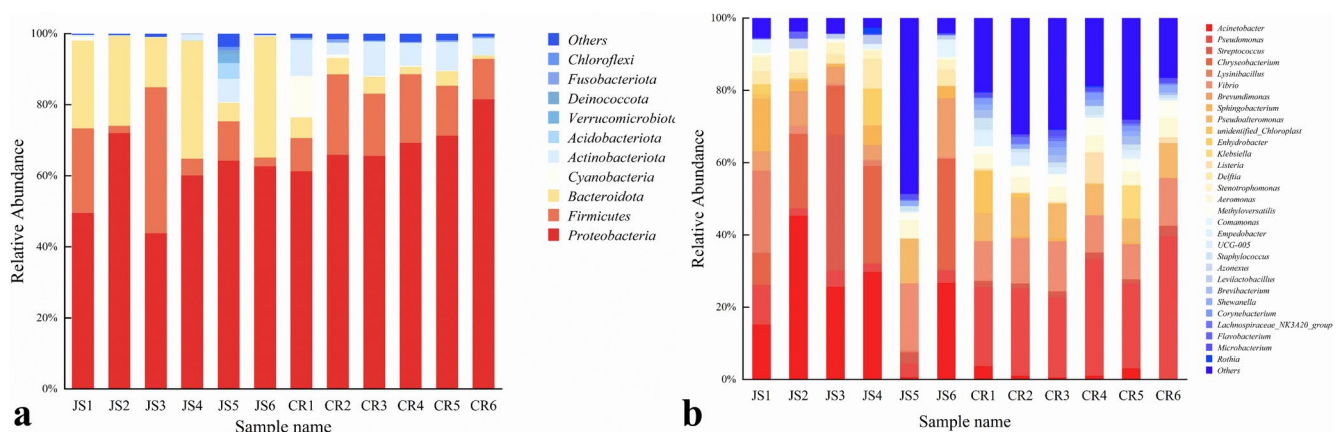 100%
80%
60%
40%
20%
0%
Relative Abundance
JS1 JS2 JS3 JS4 JS5 JS6 CR1 CR2 CR3 CR4 CR5 CR6
Sample name
a
Others
Chloroflexi
Fusobacteriota
Deinococcota
Verrucomicrobiota
Acidobacteriota
Actinobacteriota
Cyanobacteria
Bacteroidota
Firmicutes
Proteobacteria
100%
80%
60%
40%
20%
0%
Relative Abundance
JS1 JS2 JS3 JS4 JS5 JS6 CR1 CR2 CR3 CR4 CR5 CR6
Sample name
b
Acinetobacter
Pseudomonas
Streptococcus
Chryseobacterium
Lysinibacillus
Vibrio
Brevundimonas
Sphingobacterium
Pseudoalteromonas
unidentified_Chloroplast
Enhydrobacter
Klebsiella
Listeria
Delftia
Stenotrophomonas
Aeromonas
Methyloversatilis
Comamonas
Empedobacter
UCG-005
Staphylococcus
Azonexus
Levilactobacillus
Brevibacterium
Shewanella
Corynebacterium
Lachnospiraceae_NK3A20_group
Flavobacterium
Microbacterium
Rothia
Others